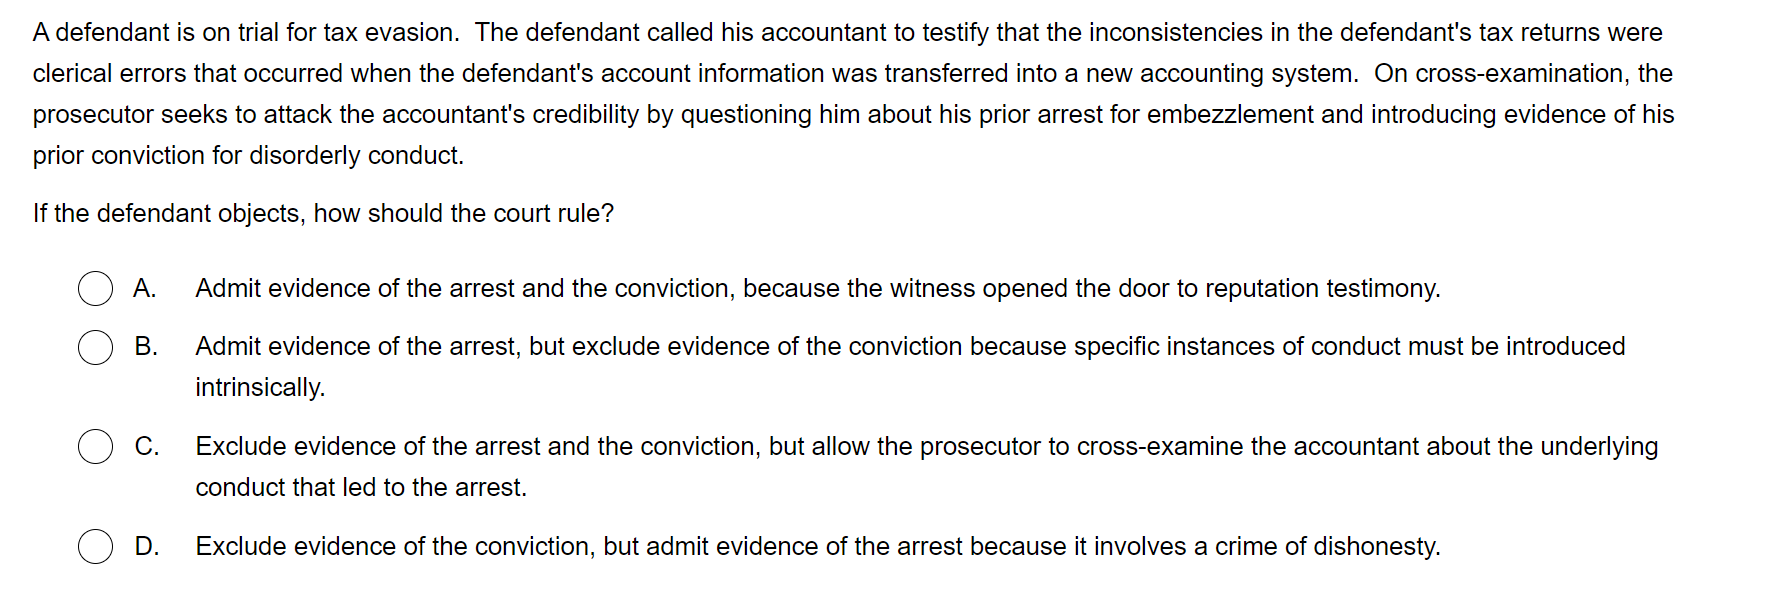 A defendant is on trial for tax evasion.  The defendant called his accountant to testify that the inconsistencies in the defendant's tax returns were
clerical errors that occurred when the defendant's account information was transferred into a new accounting system.  On cross-examination, the
prosecutor seeks to attack the accountant's credibility by questioning him about his prior arrest for embezzlement and introducing evidence of his
prior conviction for disorderly conduct.
If the defendant objects, how should the court rule?
A. Admit evidence of the arrest and the conviction, because the witness opened the door to reputation testimony.
B. Admit evidence of the arrest, but exclude evidence of the conviction because specific instances of conduct must be introduced
intrinsically.
C. Exclude evidence of the arrest and the conviction, but allow the prosecutor to cross-examine the accountant about the underlying
conduct that led to the arrest.
D. Exclude evidence of the conviction, but admit evidence of the arrest because it involves a crime of dishonesty.